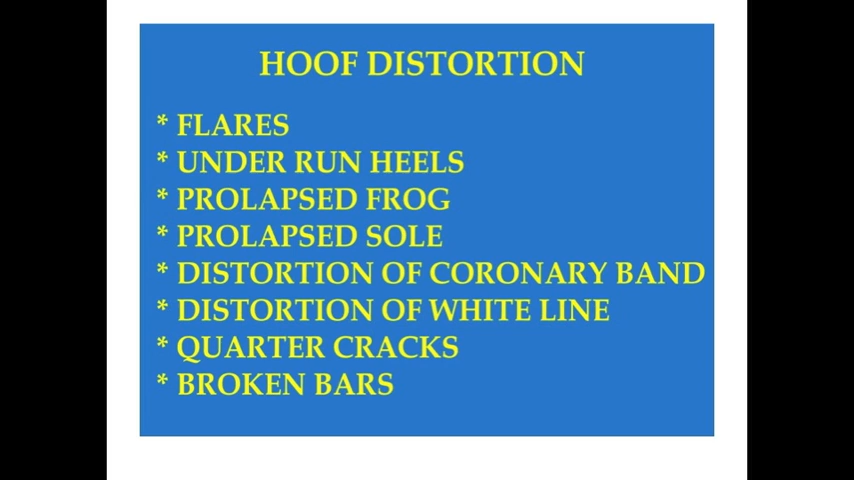 HOOF DISTORTION
* FLARES
* UNDER RUN HEELS
* PROLAPSED FROG
* PROLAPSED SOLE
* DISTORTION OF CORONARY BAND
* DISTORTION OF WHITE LINE
* QUARTER CRACKS
* BROKEN BARS